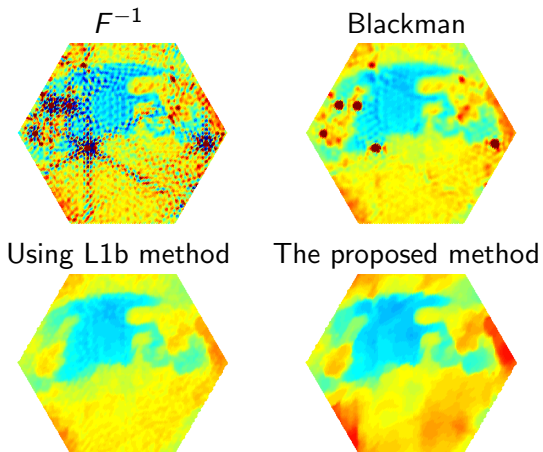 F⁻¹
Blackman
Using L1b method
The proposed method